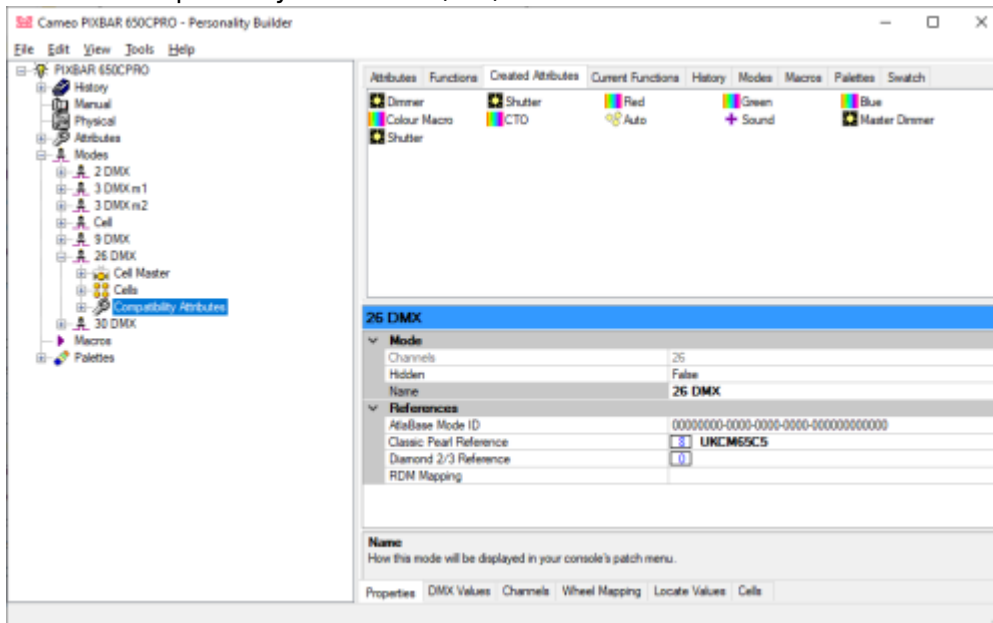 Cameo PIXBAR 650CPRO - Personality Builder
File Edit View Tools Help
PIXBAR 650CPRO
History
Manual
Physical
Attributes
Modes
2 DMX
3 DMX m1
3 DMX m2
Cell
9 DMX
26 DMX
Cell Master
Cells
Compatibility Attributes
30 DMX
Macros
Palettes
Attributes Functions Created Attributes Current Functions History Modes Macros Palettes Swatch
Dimmer Shutter Red Green Blue
Colour Macro CTO Auto Sound Master Dimmer
Shutter
26 DMX
Mode
Channels 26
Hidden False
Name 26 DMX
References
AtlaBase Mode ID 00000000-0000-0000-0000-000000000000
Classic Pearl Reference 8 UKCM65C5
Diamond 2/3 Reference 0
RDM Mapping
Name
How this mode will be displayed in your console's patch menu.
Properties DMX Values Channels Wheel Mapping Locate Values Cells